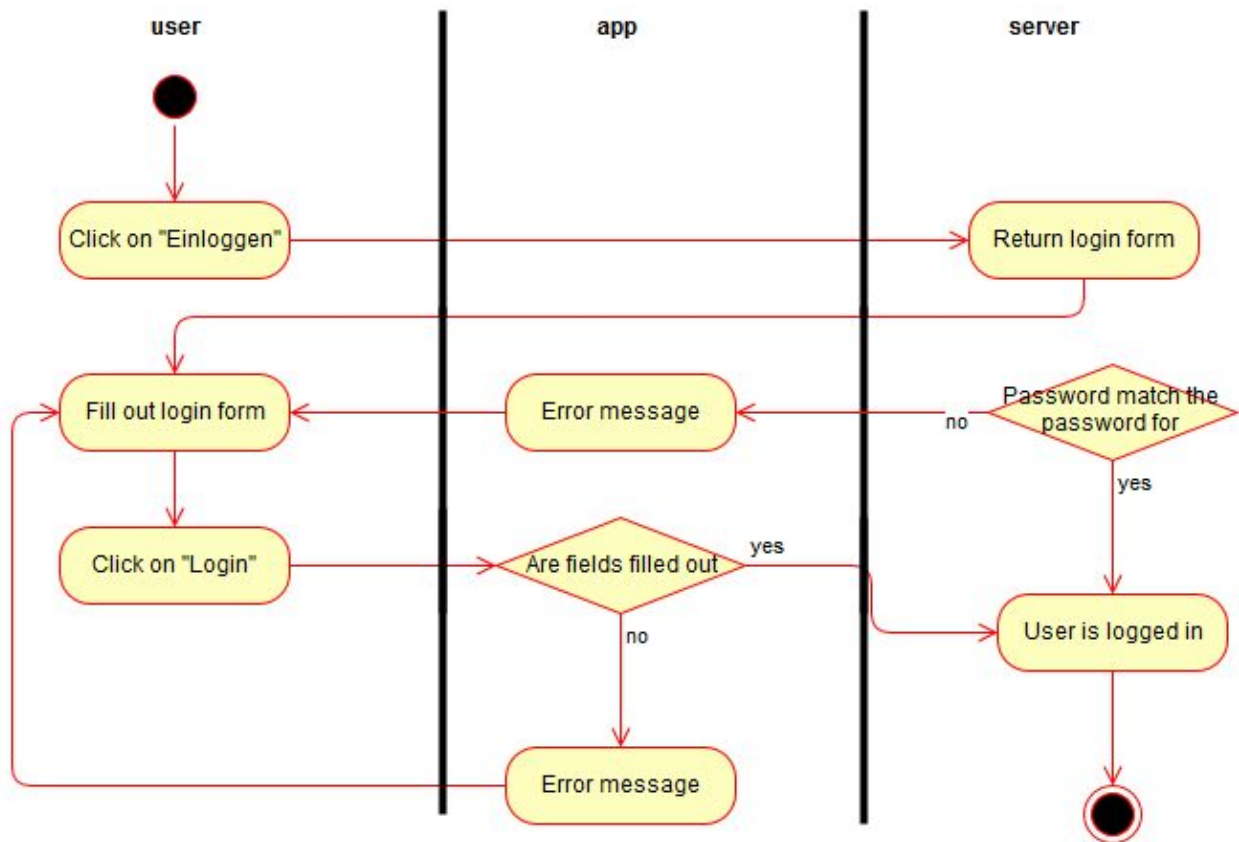 user
app
server
Click on "Einloggen"
Return login form
Fill out login form
Error message
Password match the
password for
no
yes
Click on "Login"
Are fields filled out
yes
no
User is logged in
Error message